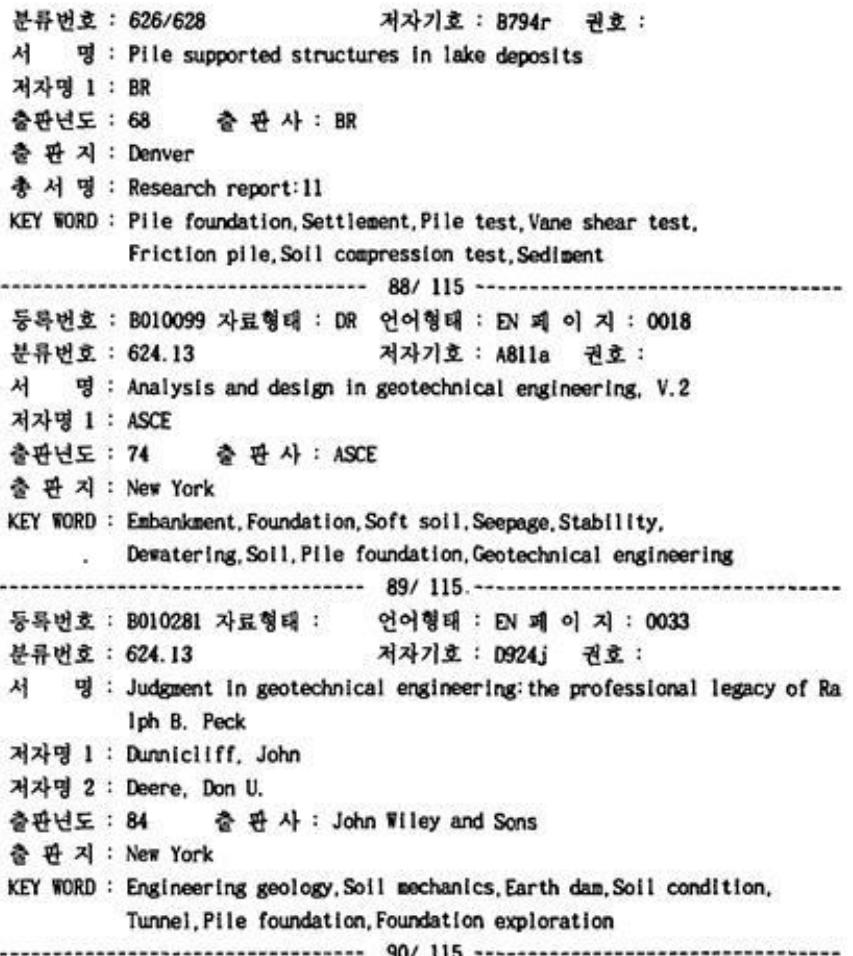 분류번호 : 626/628 저자기호 : B794r 권호 :
서 명 : Pile supported structures in lake deposits
저자명 1 : BR
출판년도 : 68 출 판 사 : BR
출 판 지 : Denver
총 서 명 : Research report:11
KEY WORD : Pile foundation,Settlement,Pile test,Vane shear test,
Friction pile,Soil compression test,Sediment
---------------------------------- 88/ 115 ----------------------------------
등록번호 : B010099 자료형태 : DR 언어형태 : EN 페 이 지 : 0018
분류번호 : 624.13 저자기호 : A811a 권호 :
서 명 : Analysis and design in geotechnical engineering, V.2
저자명 1 : ASCE
출판년도 : 74 출 판 사 : ASCE
출 판 지 : New York
KEY WORD : Embankment,Foundation,Soft soil,Seepage,Stability,
Dewatering,Soil,Pile foundation,Geotechnical engineering
---------------------------------- 89/ 115 ----------------------------------
등록번호 : B010281 자료형태 : 언어형태 : EN 페 이 지 : 0033
분류번호 : 624.13 저자기호 : D924j 권호 :
서 명 : Judgment in geotechnical engineering:the professional legacy of Ra
lph B. Peck
저자명 1 : Dunnicliff, John
저자명 2 : Deere, Don U.
출판년도 : 84 출 판 사 : John Wiley and Sons
출 판 지 : New York
KEY WORD : Engineering geology,Soil mechanics,Earth dam,Soil condition,
Tunnel,Pile foundation,Foundation exploration
---------------------------------- 90/ 115 ----------------------------------